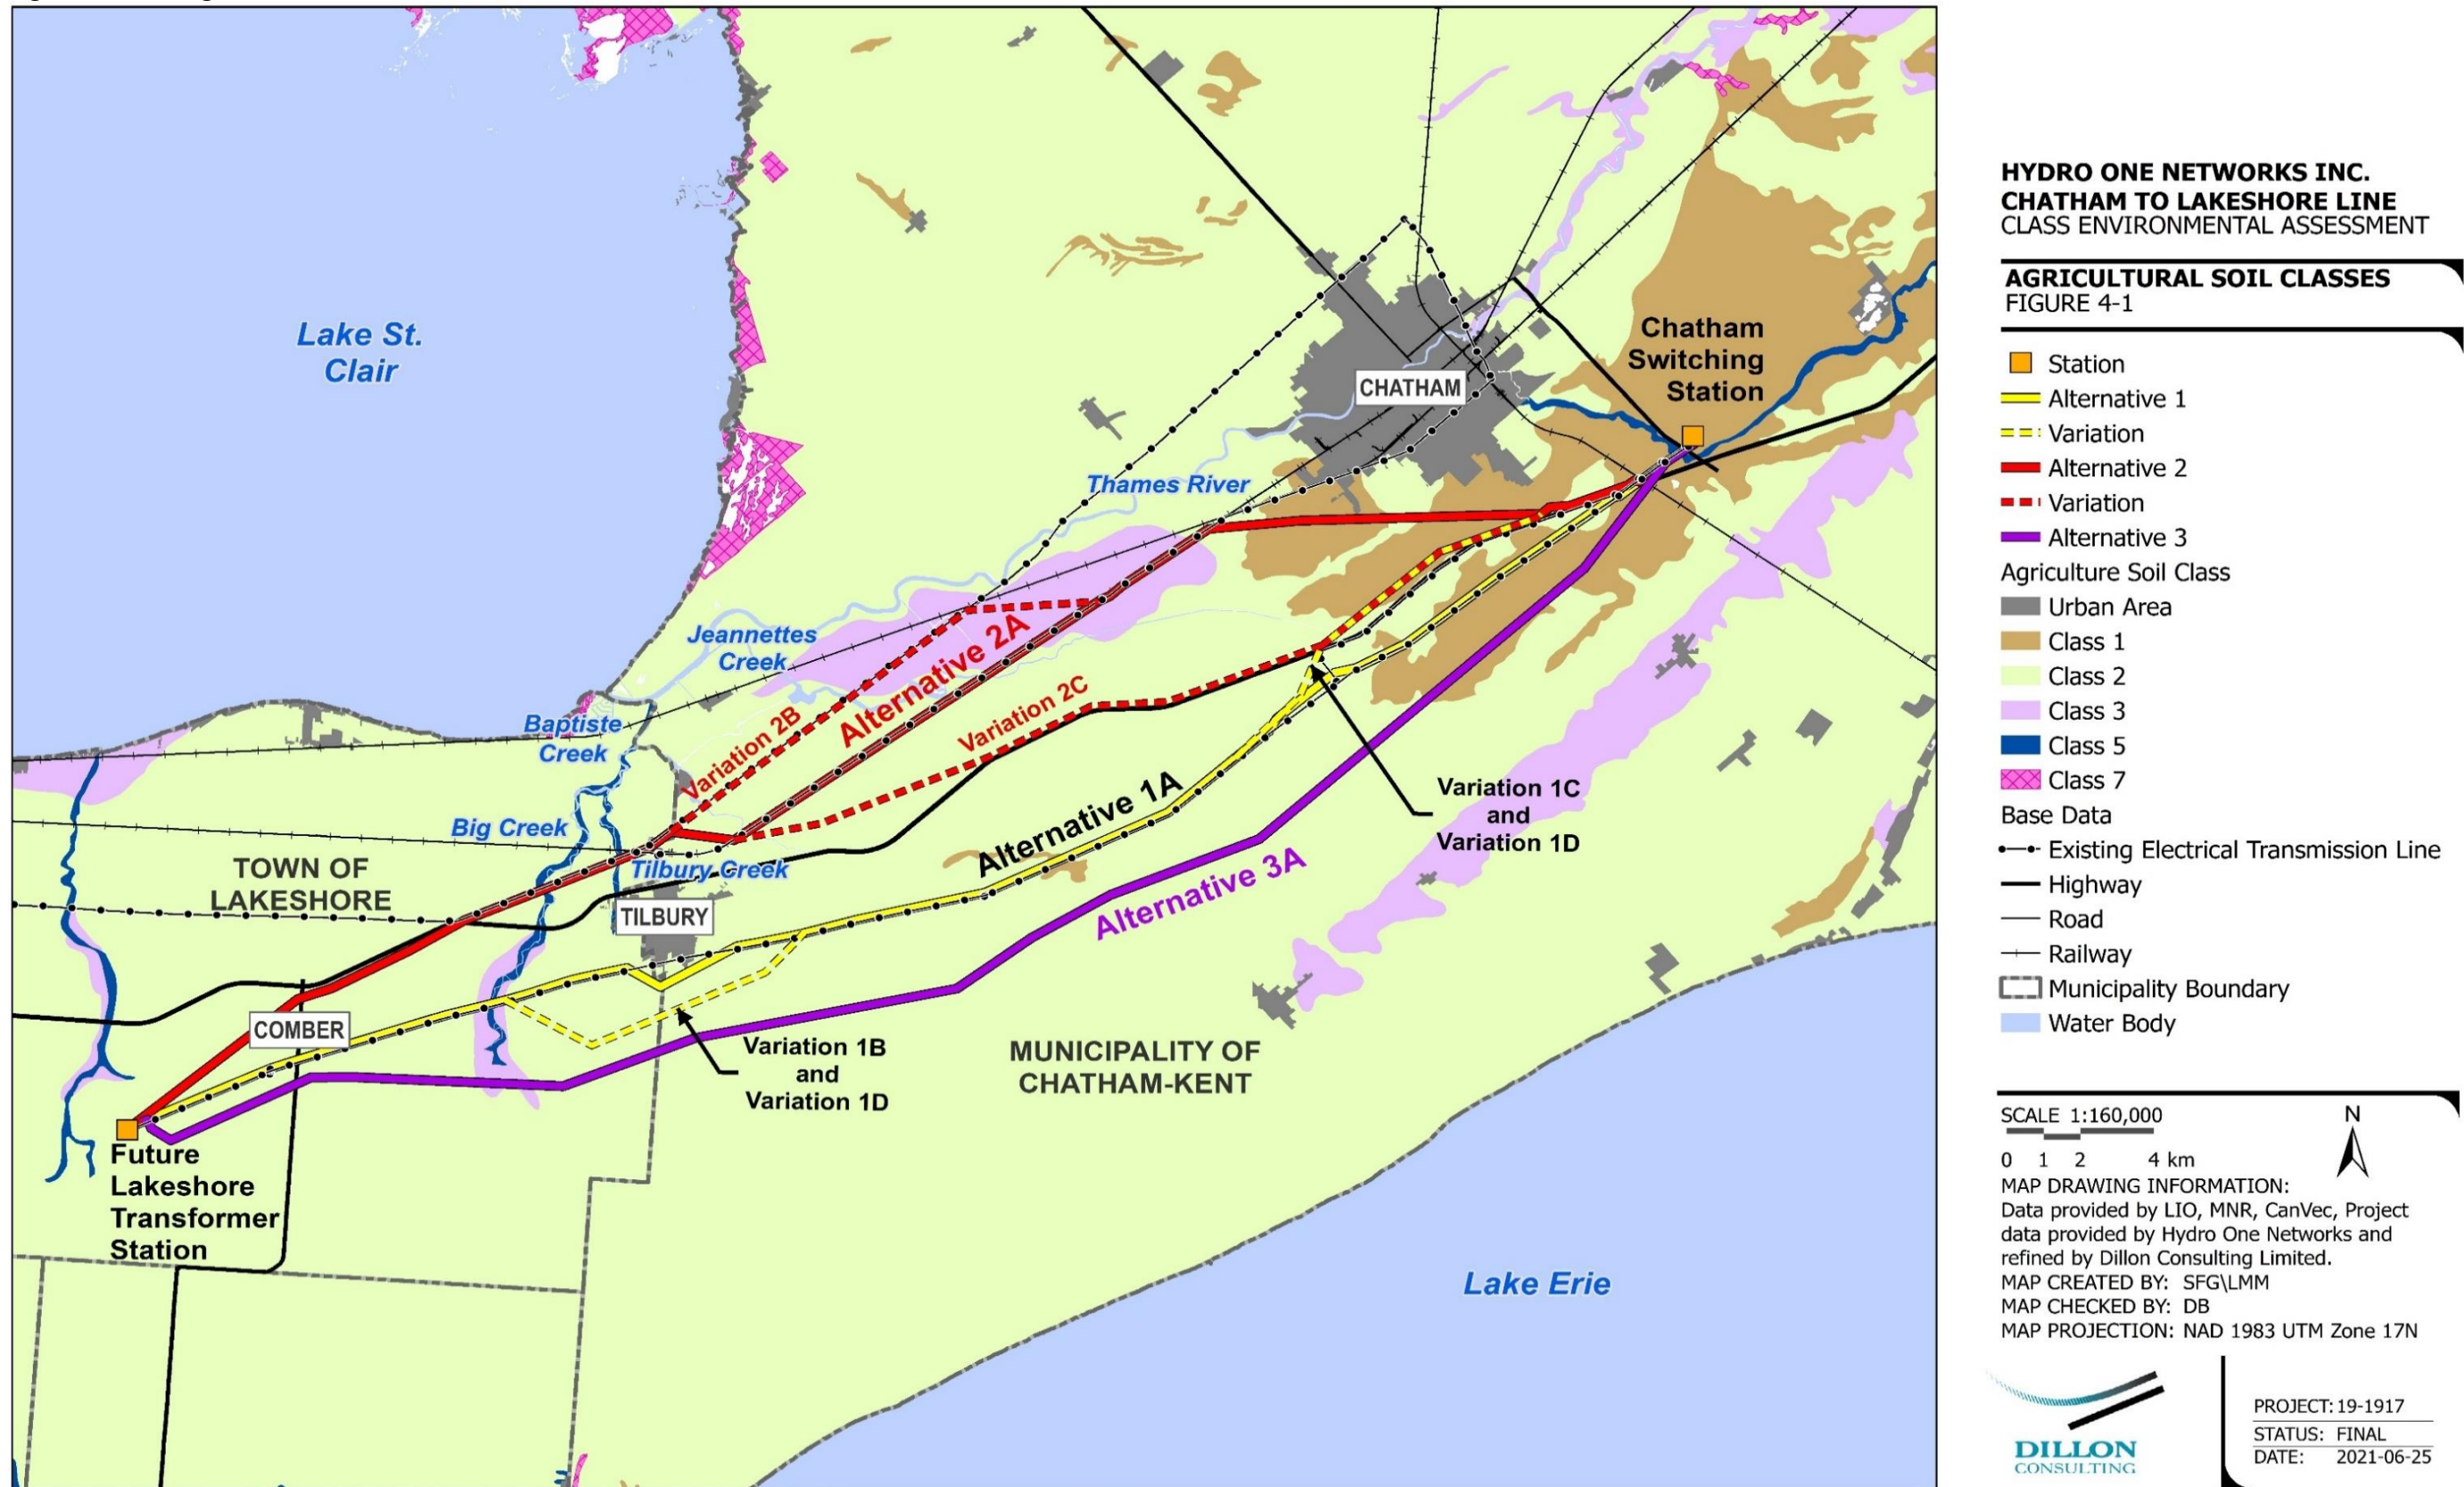 Lake St.
Clair
Thames River
CHATHAM
Chatham
Switching
Station
Jeannettes
Creek
Baptiste
Creek
Big Creek
Tilbury Creek
Variation 2B
Alternative 2A
Variation 2C
Alternative 1A
Alternative 3A
Variation 1C
and
Variation 1D
TOWN OF
LAKESHORE
TILBURY
COMBER
Variation 1B
and
Variation 1D
MUNICIPALITY OF
CHATHAM-KENT
Future
Lakeshore
Transformer
Station
Lake Erie
HYDRO ONE NETWORKS INC.
CHATHAM TO LAKESHORE LINE
CLASS ENVIRONMENTAL ASSESSMENT
AGRICULTURAL SOIL CLASSES
FIGURE 4-1
Station
Alternative 1
Variation
Alternative 2
Variation
Alternative 3
Agriculture Soil Class
Urban Area
Class 1
Class 2
Class 3
Class 5
Class 7
Base Data
Existing Electrical Transmission Line
Highway
Road
Railway
Municipality Boundary
Water Body
SCALE 1:160,000
N
0 1 2 4 km
MAP DRAWING INFORMATION:
Data provided by LIO, MNR, CanVec, Project
data provided by Hydro One Networks and
refined by Dillon Consulting Limited.
MAP CREATED BY: SFG\LMM
MAP CHECKED BY: DB
MAP PROJECTION: NAD 1983 UTM Zone 17N
DILLON
CONSULTING
PROJECT: 19-1917
STATUS: FINAL
DATE: 2021-06-25